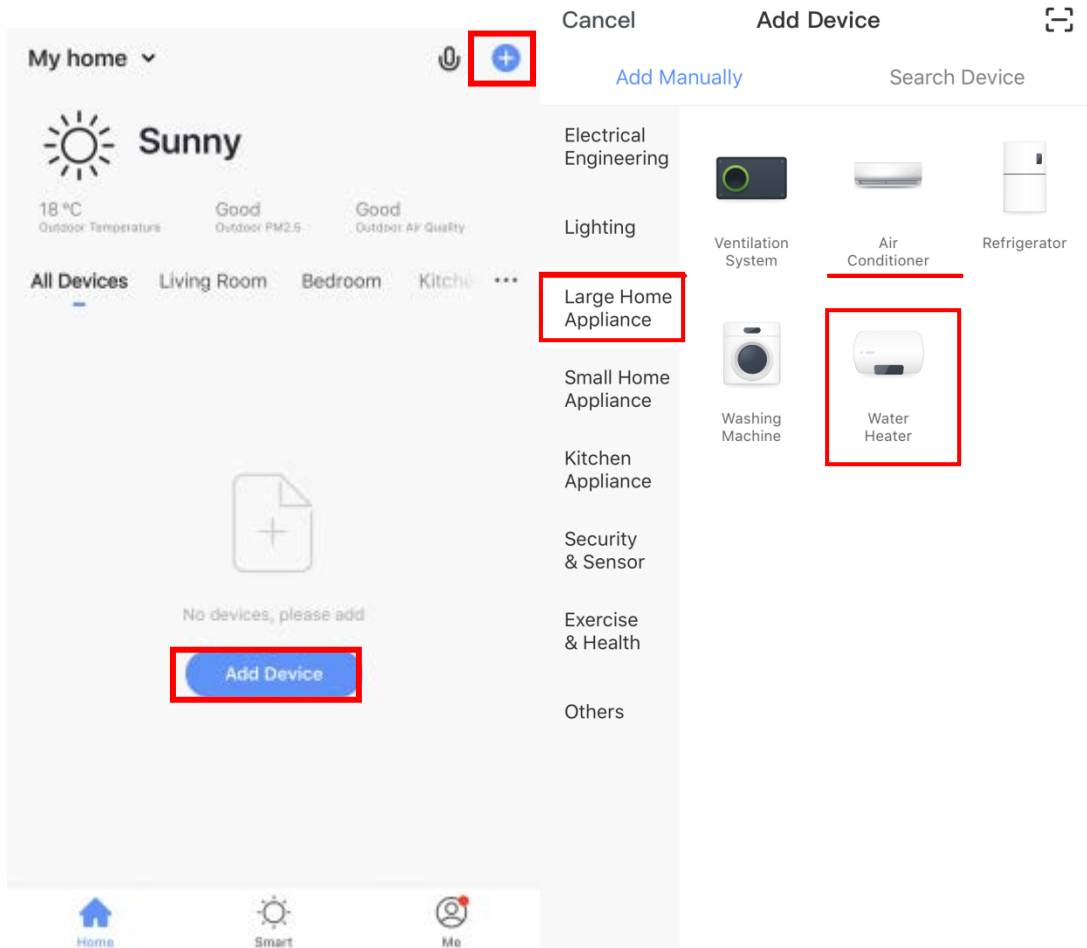 My home
Sunny
18 °C
Good
Good
Outdoor Temperature
Outdoor PM2.5
Outdoor Air Quality
All Devices
Living Room
Bedroom
Kitche
No devices, please add
Add Device
Home
Smart
Me
Cancel
Add Device
Add Manually
Search Device
Electrical
Engineering
Lighting
Large Home
Appliance
Small Home
Appliance
Kitchen
Appliance
Security
& Sensor
Exercise
& Health
Others
Ventilation
System
Air
Conditioner
Refrigerator
Washing
Machine
Water
Heater